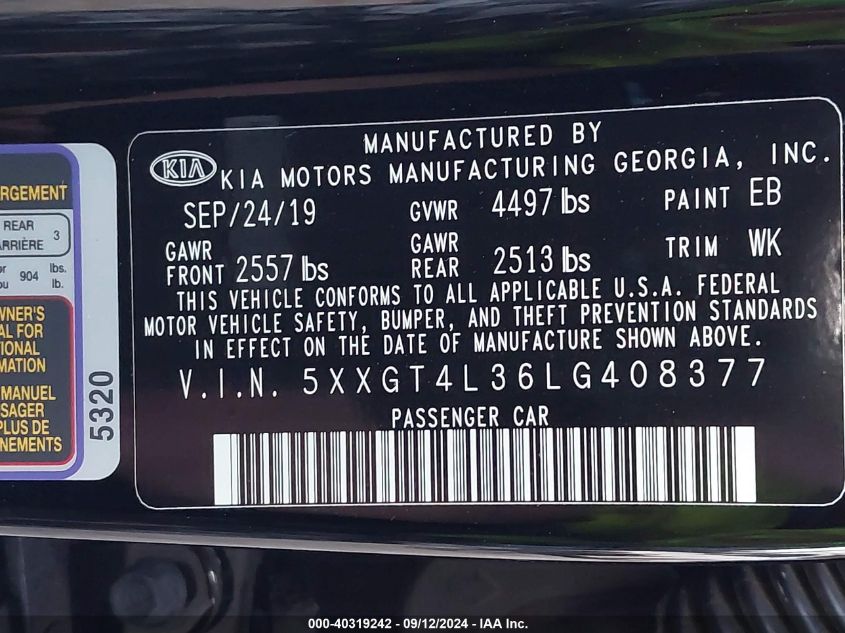 MANUFACTURED BY
KIA KIA MOTORS MANUFACTURING GEORGIA, INC.
SEP/24/19 GVWR 4497 lbs PAINT EB
GAWR FRONT 2557 lbs GAWR REAR 2513 lbs TRIM WK
THIS VEHICLE CONFORMS TO ALL APPLICABLE U.S.A. FEDERAL
MOTOR VEHICLE SAFETY, BUMPER, AND THEFT PREVENTION STANDARDS
IN EFFECT ON THE DATE OF MANUFACTURE SHOWN ABOVE.
V.I.N. 5XXGT4L36LG408377
PASSENGER CAR
RGEMENT
REAR
ARRIÈRE 3
904 lbs.
lb.
OWNER'S
AL FOR
TIONAL
MATION
MANUEL
SAGER
PLUS DE
NEMENTS
5320
000-40319242 - 09/12/2024 - IAA Inc.